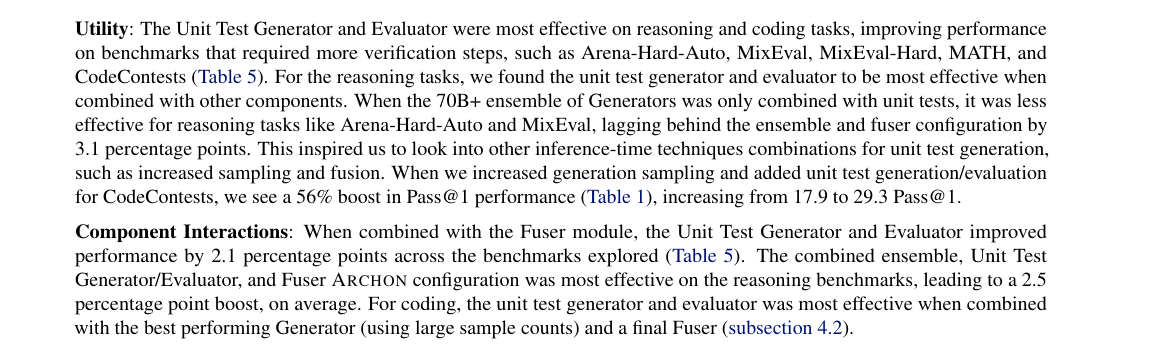 Utility: The Unit Test Generator and Evaluator were most effective on reasoning and coding tasks, improving performance
on benchmarks that required more verification steps, such as Arena-Hard-Auto, MixEval, MixEval-Hard, MATH, and
CodeContests (Table 5). For the reasoning tasks, we found the unit test generator and evaluator to be most effective when
combined with other components. When the 70B+ ensemble of Generators was only combined with unit tests, it was less
effective for reasoning tasks like Arena-Hard-Auto and MixEval, lagging behind the ensemble and fuser configuration by
3.1 percentage points. This inspired us to look into other inference-time techniques combinations for unit test generation,
such as increased sampling and fusion. When we increased generation sampling and added unit test generation/evaluation
for CodeContests, we see a 56% boost in Pass@1 performance (Table 1), increasing from 17.9 to 29.3 Pass@1.
Component Interactions: When combined with the Fuser module, the Unit Test Generator and Evaluator improved
performance by 2.1 percentage points across the benchmarks explored (Table 5). The combined ensemble, Unit Test
Generator/Evaluator, and Fuser ARCHON configuration was most effective on the reasoning benchmarks, leading to a 2.5
percentage point boost, on average. For coding, the unit test generator and evaluator was most effective when combined
with the best performing Generator (using large sample counts) and a final Fuser (subsection 4.2).